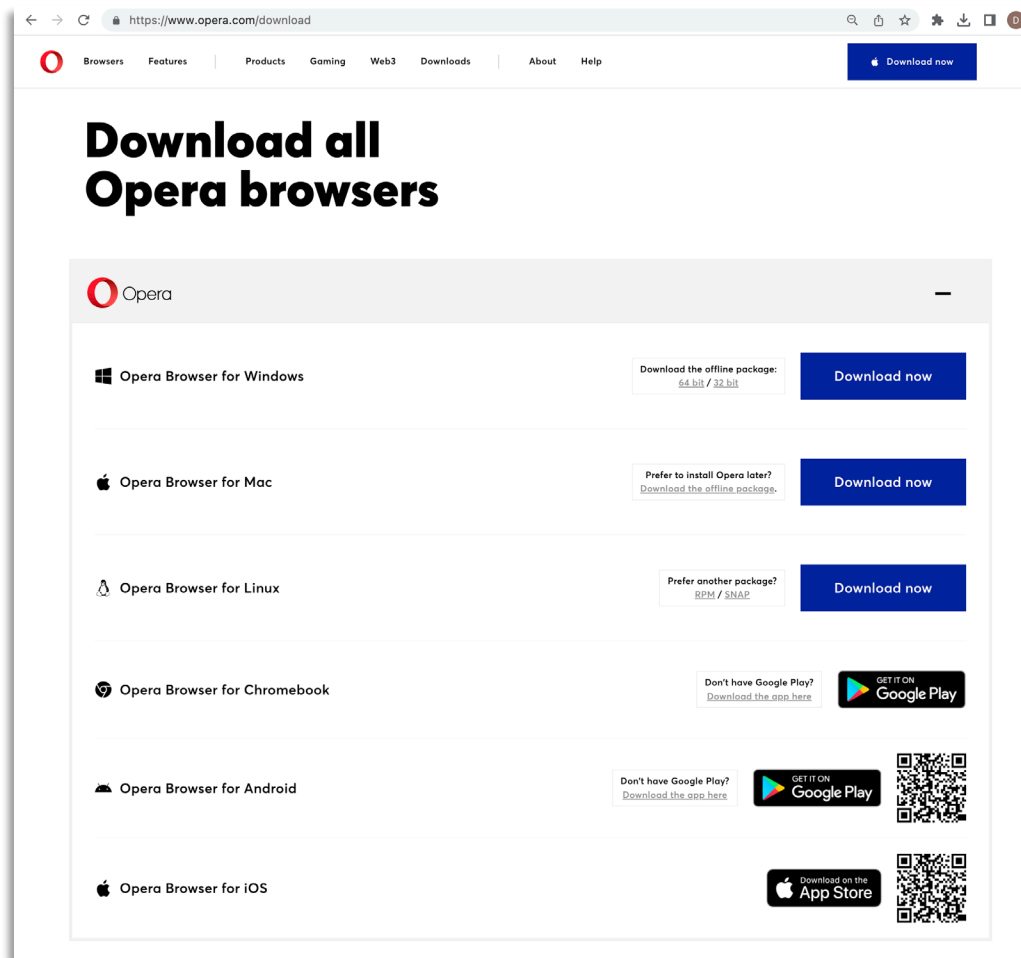 https://www.opera.com/download
D
Browsers Features Products Gaming Web3 Downloads About Help Download now
Download all
Opera browsers
Opera
Opera Browser for Windows
Download the offline package:
64 bit / 32 bit
Download now
Opera Browser for Mac
Prefer to install Opera later?
Download the offline package.
Download now
Opera Browser for Linux
Prefer another package?
RPM / SNAP
Download now
Opera Browser for Chromebook
Don't have Google Play?
Download the app here
GET IT ON
Google Play
Opera Browser for Android
Don't have Google Play?
Download the app here
GET IT ON
Google Play
Opera Browser for iOS
Download on the
App Store